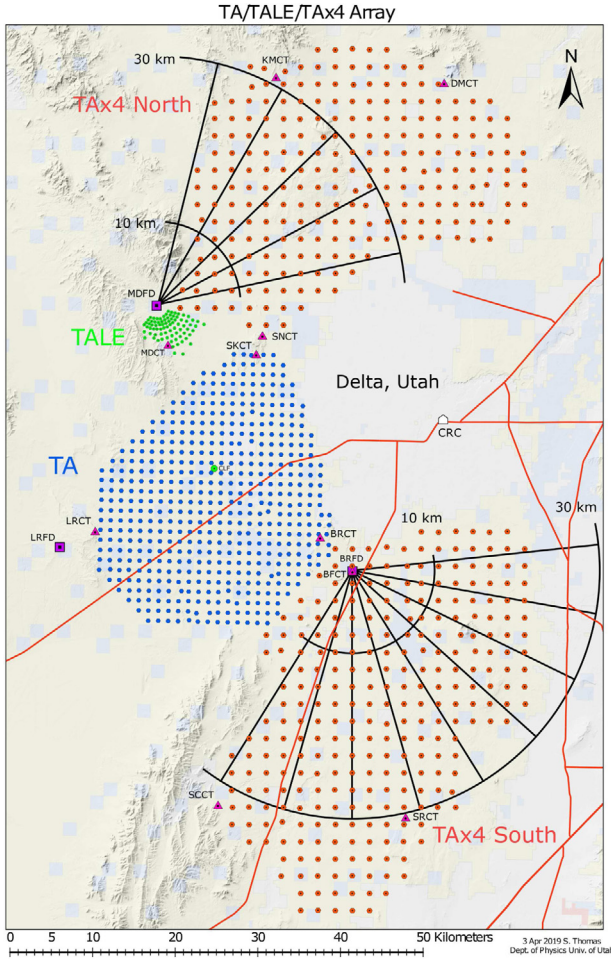 TA/TALE/TAx4 Array
30 km
KMCT
DMCT
N
TAx4 North
10 km
MDFD
TALE
SNCT
MDCT
SKCT
Delta, Utah
CRC
TA
CLF
LRCT
LRFD
BRCT
10 km
30 km
BRFD
BFCT
SCCT
SRCT
TAx4 South
0 5 10 20 30 40 50 Kilometers
3 Apr 2019 S. Thomas
Dept. of Physics Univ. of Utal